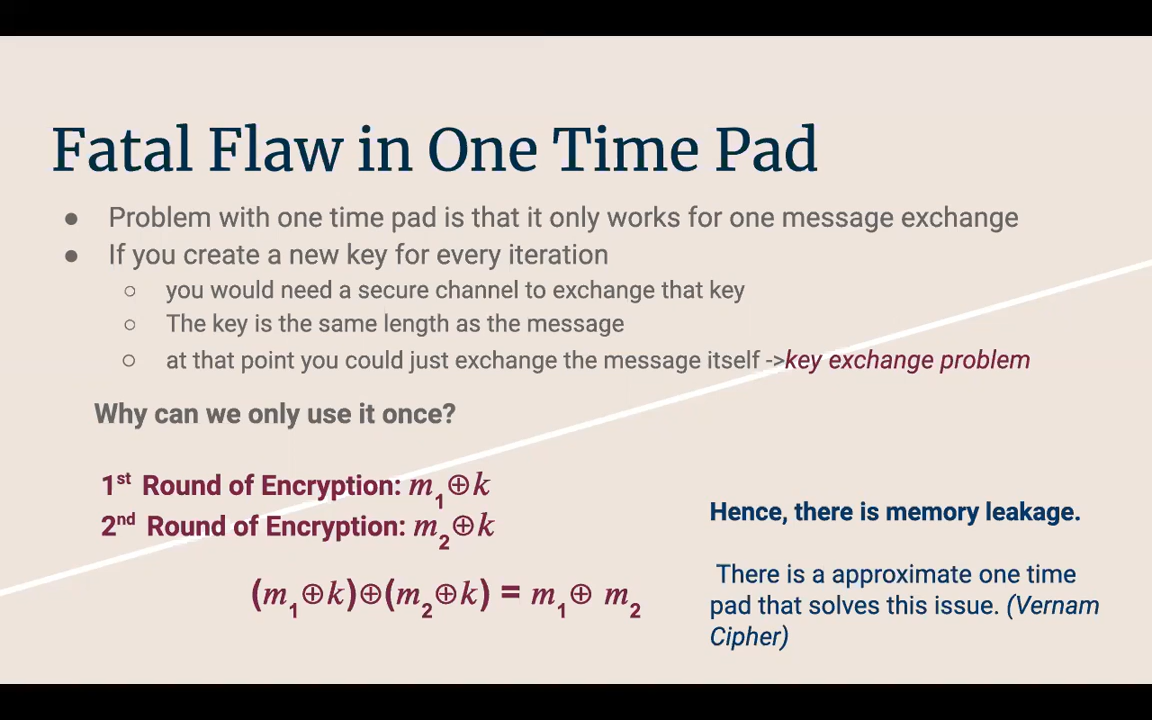 Fatal Flaw in One Time Pad
● Problem with one time pad is that it only works for one message exchange
● If you create a new key for every iteration
○ you would need a secure channel to exchange that key
○ The key is the same length as the message
○ at that point you could just exchange the message itself ->key exchange problem
Why can we only use it once?
1st Round of Encryption: m₁⊕k
2nd Round of Encryption: m₂⊕k
(m₁⊕k)⊕(m₂⊕k) = m₁⊕ m₂
Hence, there is memory leakage.
There is a approximate one time
pad that solves this issue. (Vernam
Cipher)